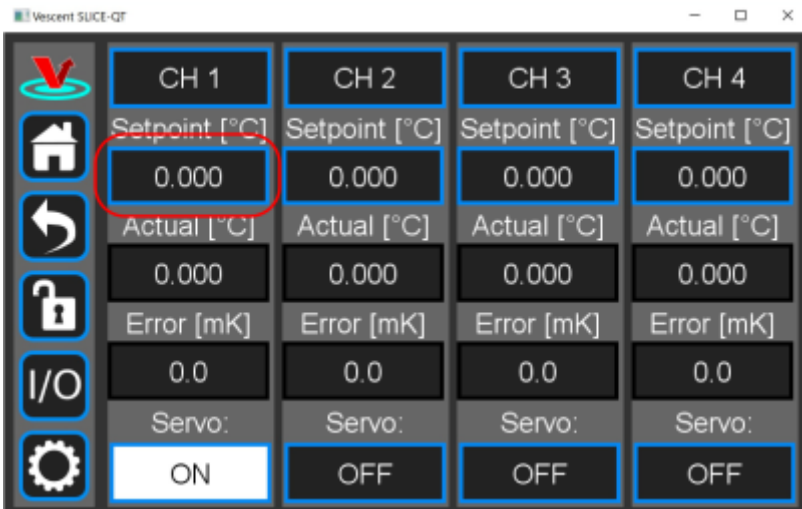 Vescent SLICE-QT
CH 1 CH 2 CH 3 CH 4
Setpoint [°C] Setpoint [°C] Setpoint [°C] Setpoint [°C]
0.000 0.000 0.000 0.000
Actual [°C] Actual [°C] Actual [°C] Actual [°C]
0.000 0.000 0.000 0.000
Error [mK] Error [mK] Error [mK] Error [mK]
I/O 0.0 0.0 0.0 0.0
Servo: Servo: Servo: Servo:
ON OFF OFF OFF